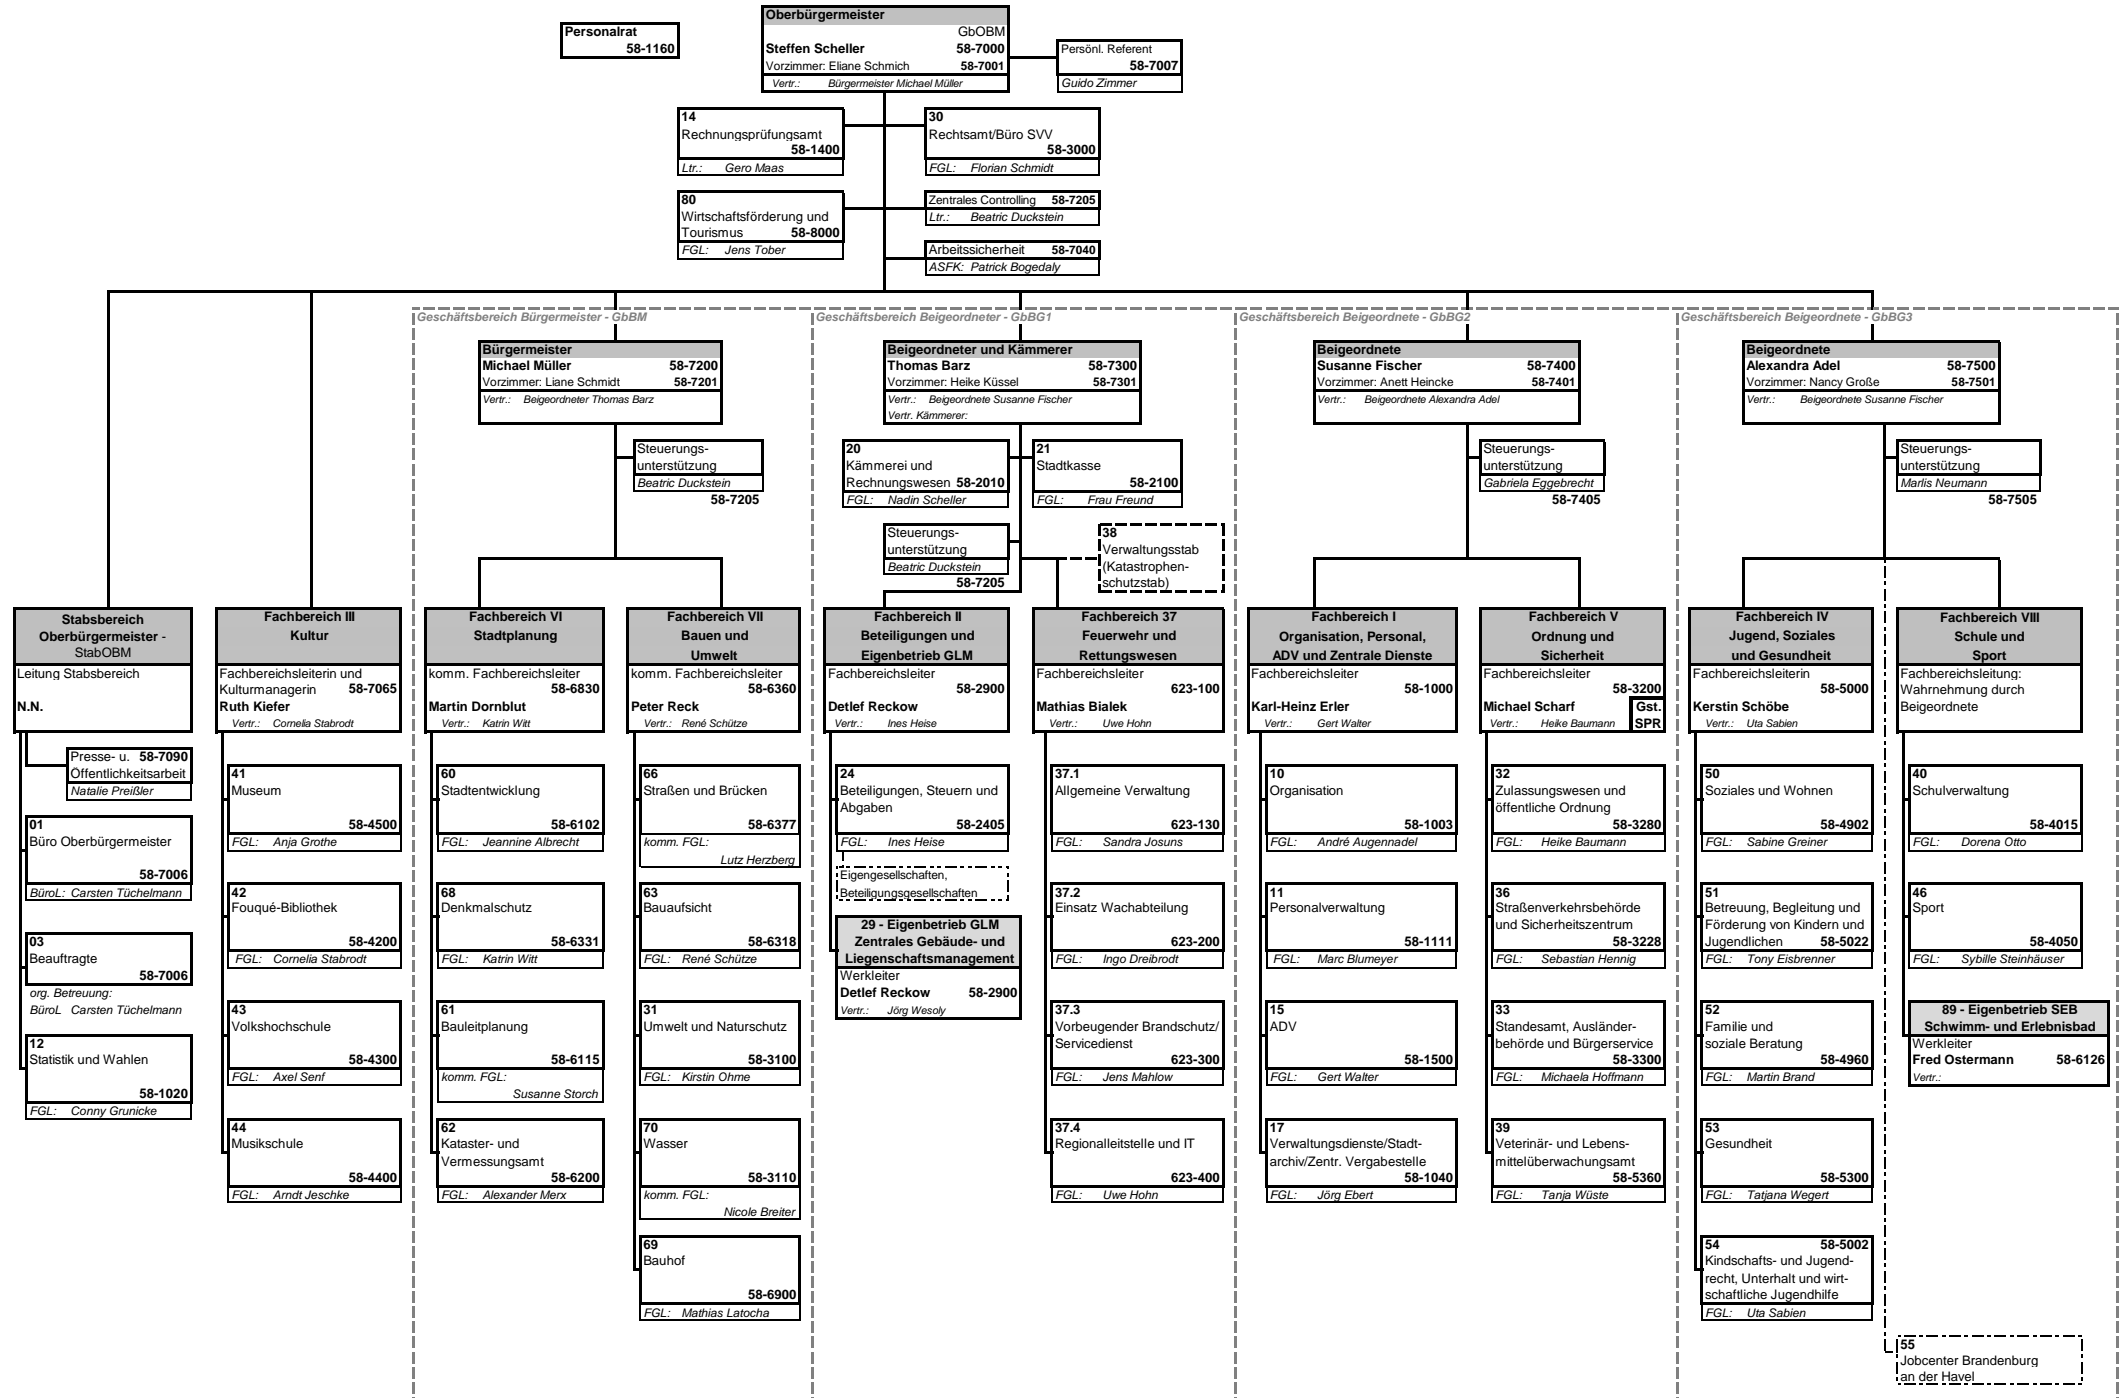 Personalrat
58-1160
Oberbürgermeister
GbOBM
Steffen Scheller 58-7000
Vorzimmer: Eliane Schmich 58-7001
Vertr.: Bürgermeister Michael Müller
Persönl. Referent
58-7007
Guido Zimmer
14
Rechnungsprüfungsamt
58-1400
Ltr.: Gero Maas
30
Rechtsamt/Büro SVV
58-3000
FGL: Florian Schmidt
80
Wirtschaftsförderung und
Tourismus 58-8000
FGL: Jens Tober
Zentrales Controlling 58-7205
Ltr.: Beatric Duckstein
Arbeitssicherheit 58-7040
ASFK: Patrick Bogedaly
Geschäftsbereich Bürgermeister - GbBM
Bürgermeister
Michael Müller 58-7200
Vorzimmer: Liane Schmidt 58-7201
Vertr.: Beigeordneter Thomas Barz
Steuerungs-
unterstützung
Beatric Duckstein
58-7205
Geschäftsbereich Beigeordneter - GbBG1
Beigeordneter und Kämmerer
Thomas Barz 58-7300
Vorzimmer: Heike Küssel 58-7301
Vertr.: Beigeordnete Susanne Fischer
Vertr. Kämmerer:
20
Kämmerei und
Rechnungswesen 58-2010
FGL: Nadin Scheller
21
Stadtkasse
58-2100
FGL: Frau Freund
Steuerungs-
unterstützung
Beatric Duckstein
58-7205
38
Verwaltungsstab
(Katastrophen-
schutzstab)
Geschäftsbereich Beigeordnete - GbBG2
Beigeordnete
Susanne Fischer 58-7400
Vorzimmer: Anett Heincke 58-7401
Vertr.: Beigeordnete Alexandra Adel
Steuerungs-
unterstützung
Gabriela Eggebrecht
58-7405
Geschäftsbereich Beigeordnete - GbBG3
Beigeordnete
Alexandra Adel 58-7500
Vorzimmer: Nancy Große 58-7501
Vertr.: Beigeordnete Susanne Fischer
Steuerungs-
unterstützung
Marlis Neumann
58-7505
Stabsbereich
Oberbürgermeister -
StabOBM
Leitung Stabsbereich
N.N.
Presse- u. 58-7090
Öffentlichkeitsarbeit
Natalie Preißler
01
Büro Oberbürgermeister
58-7006
BüroL: Carsten Tüchelmann
03
Beauftragte
58-7006
org. Betreuung:
BüroL Carsten Tüchelmann
12
Statistik und Wahlen
58-1020
FGL: Conny Grunicke
Fachbereich III
Kultur
Fachbereichsleiterin und
Kulturmanagerin 58-7065
Ruth Kiefer
Vertr.: Cornelia Stabrodt
41
Museum
58-4500
FGL: Anja Grothe
42
Fouqué-Bibliothek
58-4200
FGL: Cornelia Stabrodt
43
Volkshochschule
58-4300
FGL: Axel Senf
44
Musikschule
58-4400
FGL: Arndt Jeschke
Fachbereich VI
Stadtplanung
komm. Fachbereichsleiter
58-6830
Martin Dornblut
Vertr.: Katrin Witt
60
Stadtentwicklung
58-6102
FGL: Jeannine Albrecht
68
Denkmalschutz
58-6331
FGL: Katrin Witt
61
Bauleitplanung
58-6115
komm. FGL:
Susanne Storch
62
Kataster- und
Vermessungsamt
58-6200
FGL: Alexander Merx
Fachbereich VII
Bauen und
Umwelt
komm. Fachbereichsleiter
58-6360
Peter Reck
Vertr.: René Schütze
66
Straßen und Brücken
58-6377
komm. FGL:
Lutz Herzberg
63
Bauaufsicht
58-6318
FGL: René Schütze
31
Umwelt und Naturschutz
58-3100
FGL: Kirstin Ohme
70
Wasser
58-3110
komm. FGL:
Nicole Breiter
69
Bauhof
58-6900
FGL: Mathias Latocha
Fachbereich II
Beteiligungen und
Eigenbetrieb GLM
Fachbereichsleiter
58-2900
Detlef Reckow
Vertr.: Ines Heise
24
Beteiligungen, Steuern und
Abgaben
58-2405
FGL: Ines Heise
Eigengesellschaften,
Beteiligungsgesellschaften
29 - Eigenbetrieb GLM
Zentrales Gebäude- und
Liegenschaftsmanagement
Werkleiter
Detlef Reckow 58-2900
Vertr.: Jörg Wesoly
Fachbereich 37
Feuerwehr und
Rettungswesen
Fachbereichsleiter
623-100
Mathias Bialek
Vertr.: Uwe Hohn
37.1
Allgemeine Verwaltung
623-130
FGL: Sandra Josuns
37.2
Einsatz Wachabteilung
623-200
FGL: Ingo Dreibrodt
37.3
Vorbeugender Brandschutz/
Servicedienst
623-300
FGL: Jens Mahlow
37.4
Regionalleitstelle und IT
623-400
FGL: Uwe Hohn
Fachbereich I
Organisation, Personal,
ADV und Zentrale Dienste
Fachbereichsleiter
58-1000
Karl-Heinz Erler
Vertr.: Gert Walter
10
Organisation
58-1003
FGL: André Augennadel
11
Personalverwaltung
58-1111
FGL: Marc Blumeyer
15
ADV
58-1500
FGL: Gert Walter
17
Verwaltungsdienste/Stadt-
archiv/Zentr. Vergabestelle
58-1040
FGL: Jörg Ebert
Fachbereich V
Ordnung und
Sicherheit
Fachbereichsleiter
58-3200
Michael Scharf Gst.
Vertr.: Heike Baumann SPR
32
Zulassungswesen und
öffentliche Ordnung
58-3280
FGL: Heike Baumann
36
Straßenverkehrsbehörde
und Sicherheitszentrum
58-3228
FGL: Sebastian Hennig
33
Standesamt, Ausländer-
behörde und Bürgerservice
58-3300
FGL: Michaela Hoffmann
39
Veterinär- und Lebens-
mittelüberwachungsamt
58-5360
FGL: Tanja Wüste
Fachbereich IV
Jugend, Soziales
und Gesundheit
Fachbereichsleiterin
58-5000
Kerstin Schöbe
Vertr.: Uta Sabien
50
Soziales und Wohnen
58-4902
FGL: Sabine Greiner
51
Betreuung, Begleitung und
Förderung von Kindern und
Jugendlichen 58-5022
FGL: Tony Eisbrenner
52
Familie und
soziale Beratung
58-4960
FGL: Martin Brand
53
Gesundheit
58-5300
FGL: Tatjana Wegert
54 58-5002
Kindschafts- und Jugend-
recht, Unterhalt und wirt-
schaftliche Jugendhilfe
FGL: Uta Sabien
Fachbereich VIII
Schule und
Sport
Fachbereichsleitung:
Wahrnehmung durch
Beigeordnete
40
Schulverwaltung
58-4015
FGL: Dorena Otto
46
Sport
58-4050
FGL: Sybille Steinhäuser
89 - Eigenbetrieb SEB
Schwimm- und Erlebnisbad
Werkleiter
Fred Ostermann 58-6126
Vertr.:
55
Jobcenter Brandenburg
an der Havel